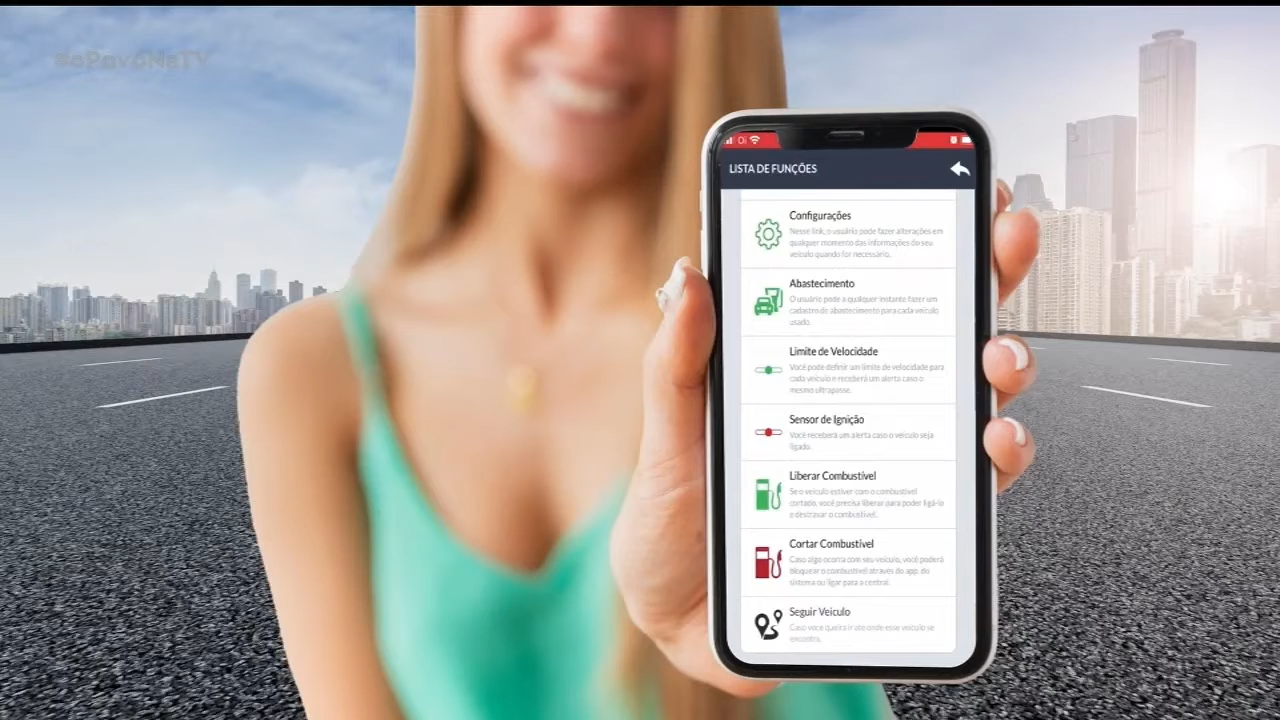 soPovoNaTV
Oi
LISTA DE FUNÇÕES
Configurações
Nesse link, o usuário pode fazer alterações em
qualquer momento das informações do seu
veículo quando for necessário.
Abastecimento
O usuário pode a qualquer instante fazer um
cadastro de abastecimento para cada veículo
usado.
Limite de Velocidade
Você pode definir um limite de velocidade para
cada veículo e receberá um alerta caso o
mesmo ultrapasse.
Sensor de Ignição
Você receberá um alerta caso o veículo seja
ligado.
Liberar Combustível
Se o veículo estiver com o combustível
cortado, você precisa liberar para poder ligá-lo
e destravar o combustível.
Cortar Combustível
Caso algo ocorra com seu veículo, você poderá
bloquear o combustível através do app, do
sistema ou ligar para a central.
Seguir Veículo
Caso voce queira ir ate onde esse veículo se
encontra.